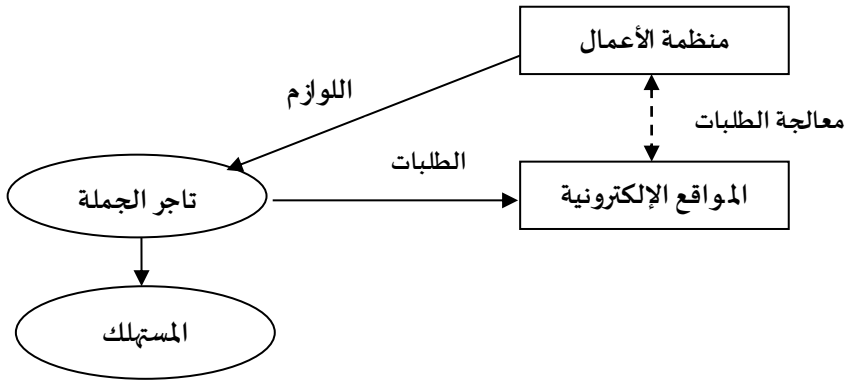 منظمة الأعمال
اللوازم
معالجة الطلبات
الطلبات
المواقع الإلكترونية
تاجر الجملة
المستهلك